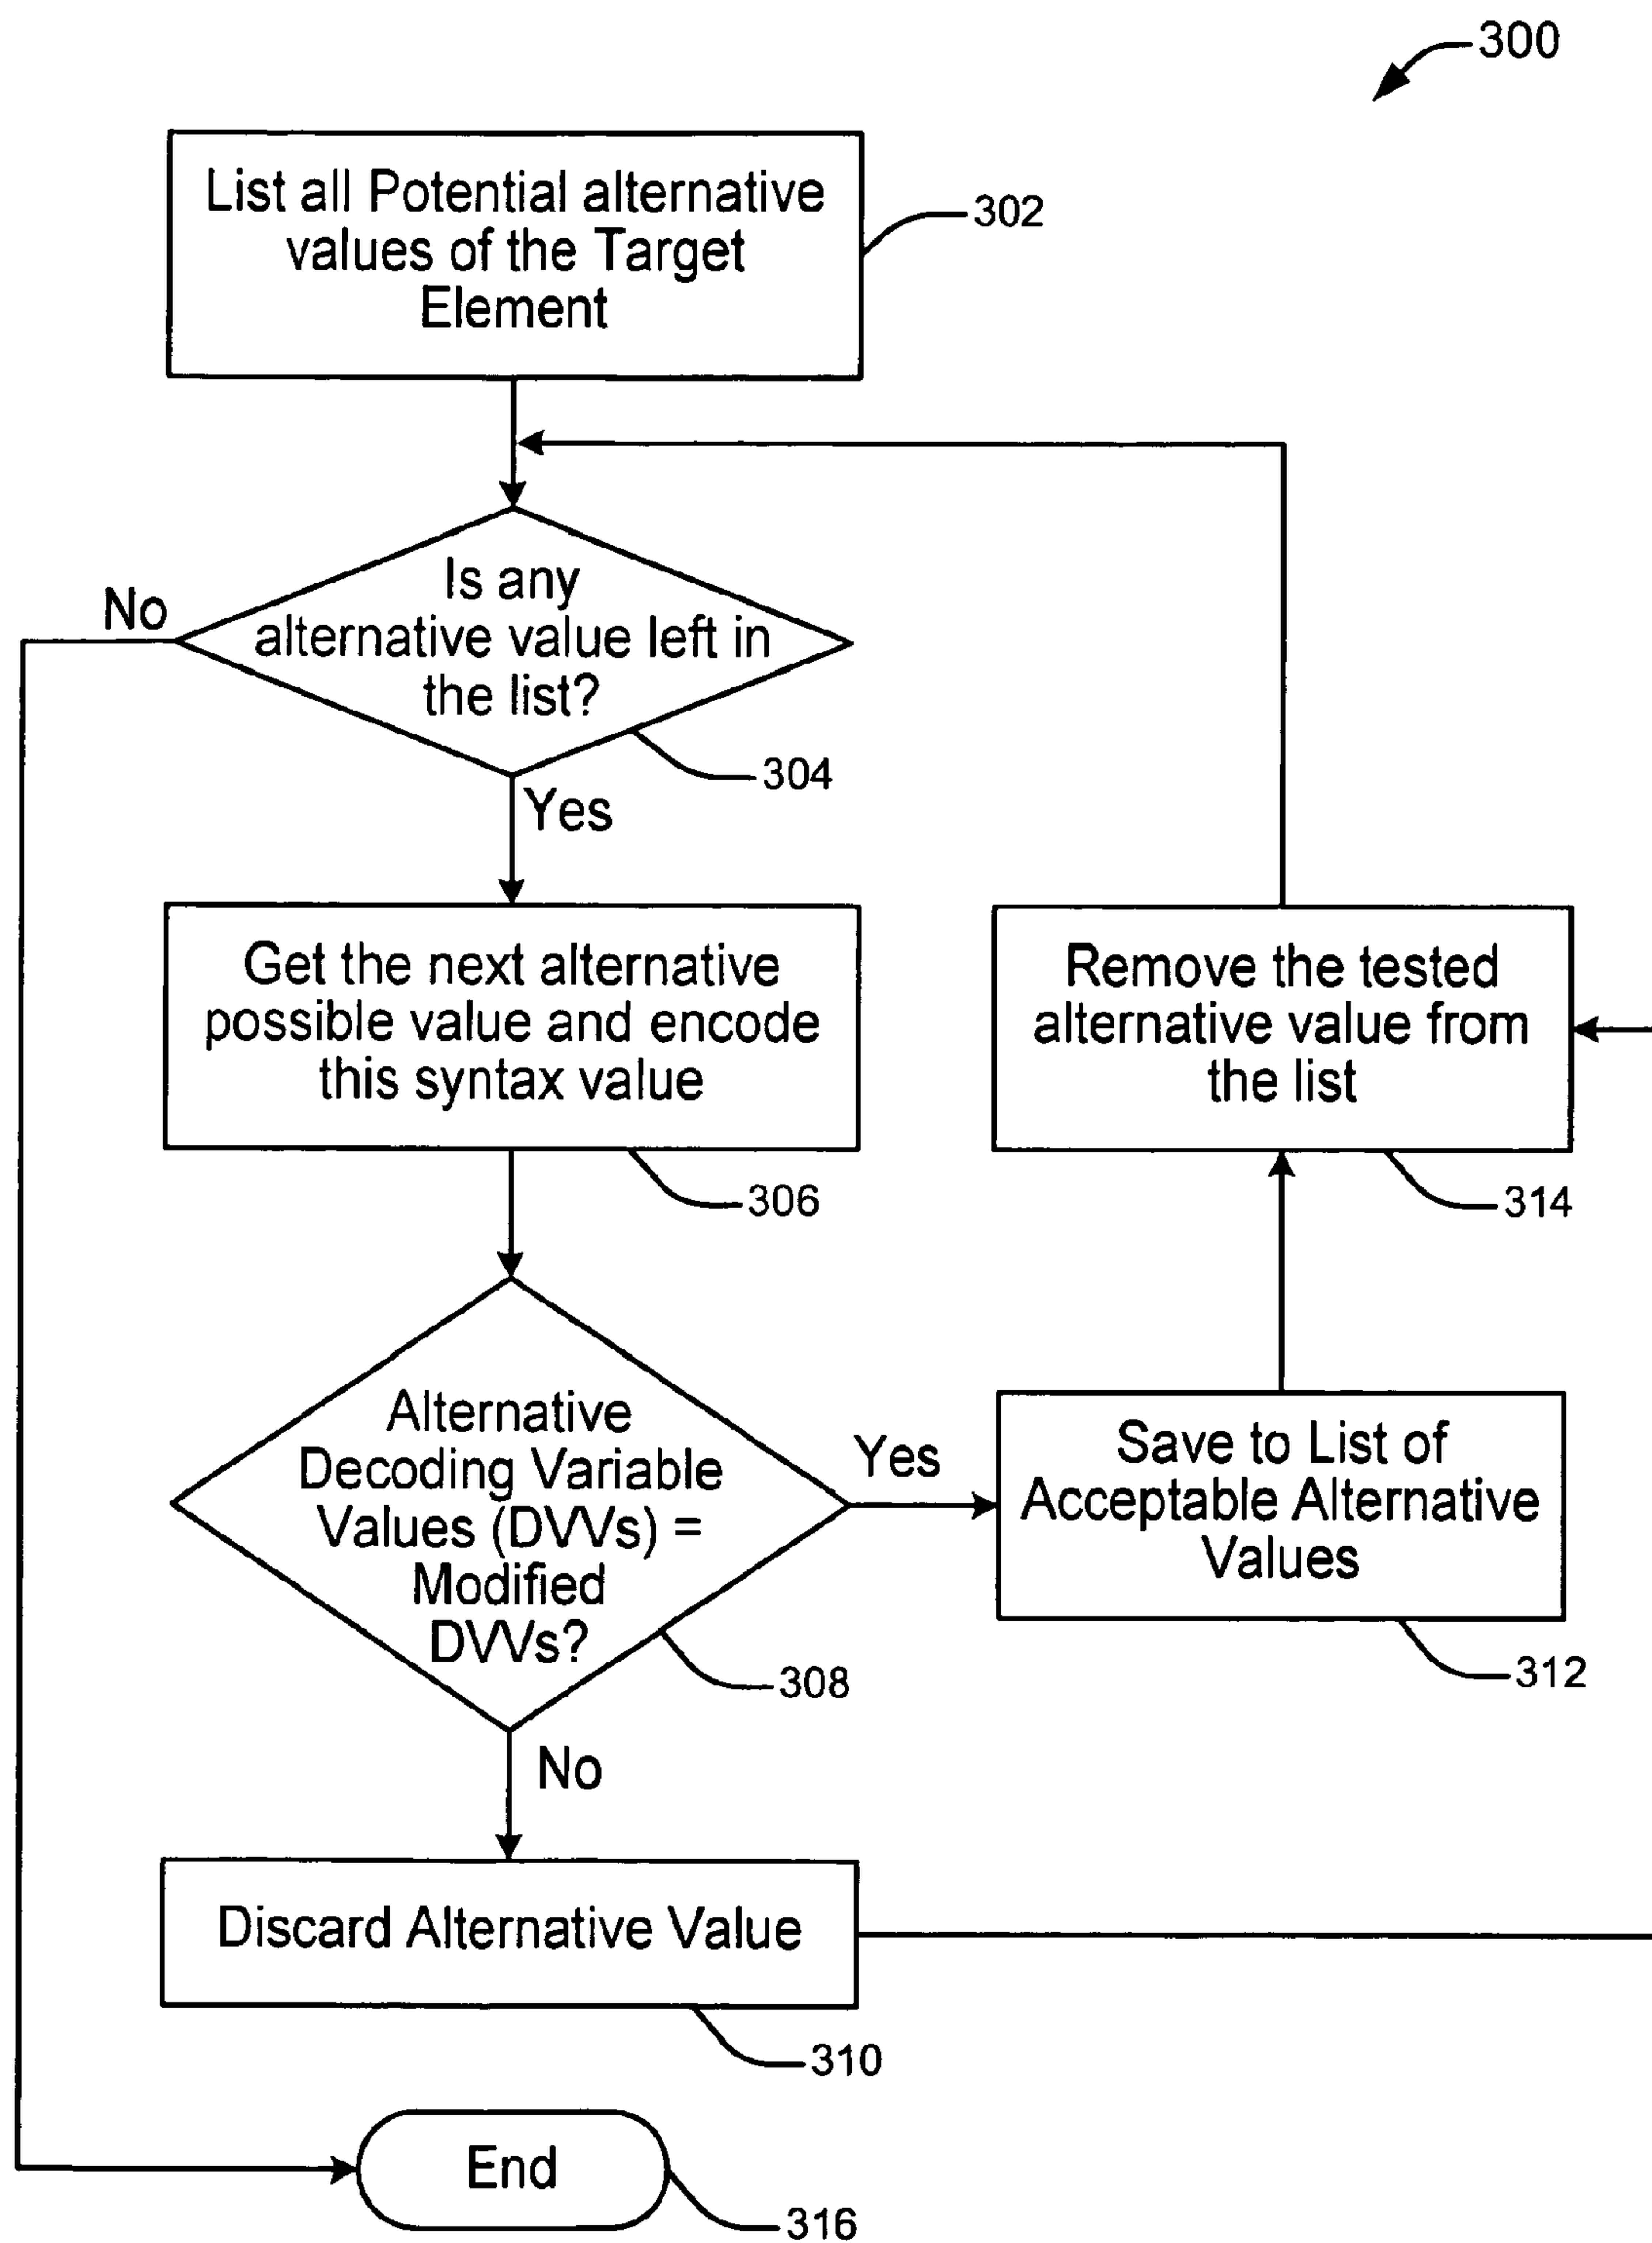 300
List all Potential alternative
values of the Target
Element
302
Is any
alternative value left in
the list?
No
304
Yes
Get the next alternative
possible value and encode
this syntax value
306
Remove the tested
alternative value from
the list
314
Alternative
Decoding Variable
Values (DVVs) =
Modified
DVVs?
Yes
308
Save to List of
Acceptable Alternative
Values
312
No
Discard Alternative Value
310
End
316